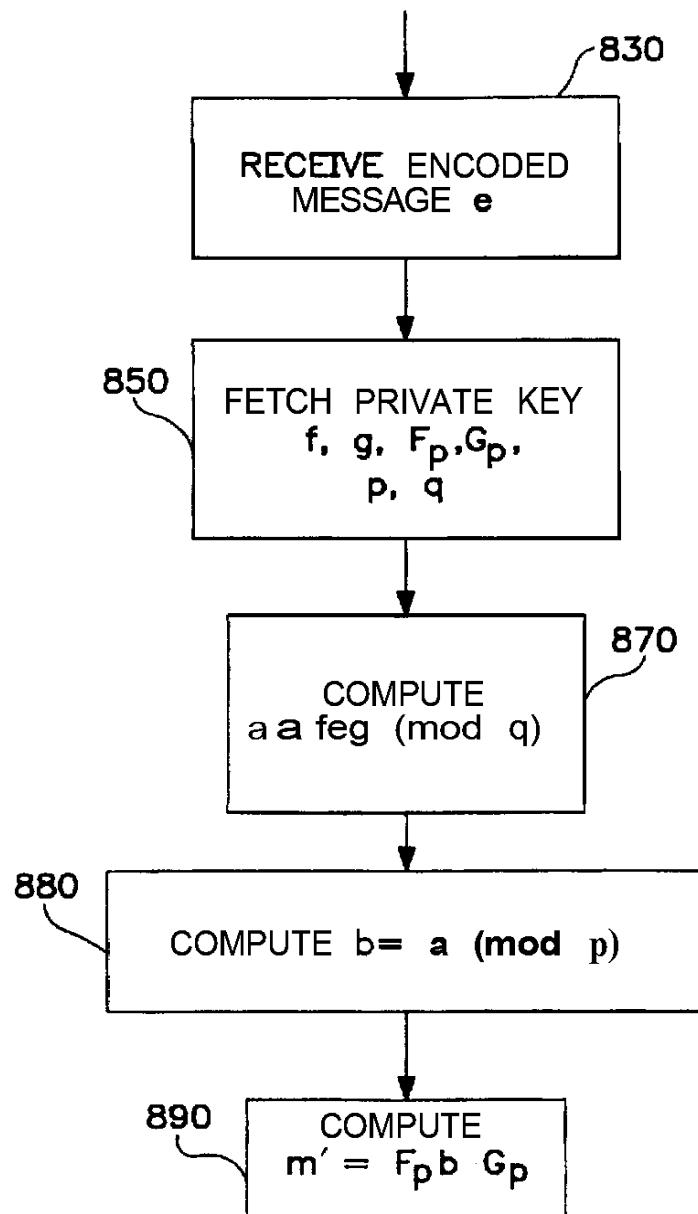 830
RECEIVE ENCODED
MESSAGE e
850
FETCH PRIVATE KEY
f, g, Fp,Gp,
p, q
870
COMPUTE
a a feg (mod q)
880
COMPUTE b= a (mod p)
890
COMPUTE
m' = Fp b Gp